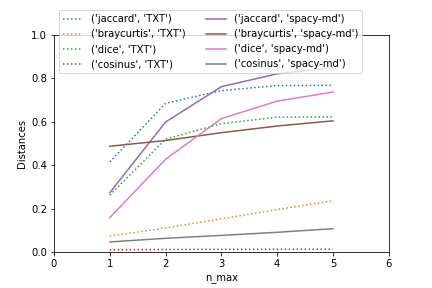 ('jaccard', 'TXT') ('jaccard', 'spacy-md')
('braycurtis', 'TXT') ('braycurtis', 'spacy-md')
('dice', 'TXT') ('dice', 'spacy-md')
('cosinus', 'TXT') ('cosinus', 'spacy-md')
1.0
0.8
0.6
0.4
0.2
0.0
Distances
0 1 2 3 4 5 6
n_max